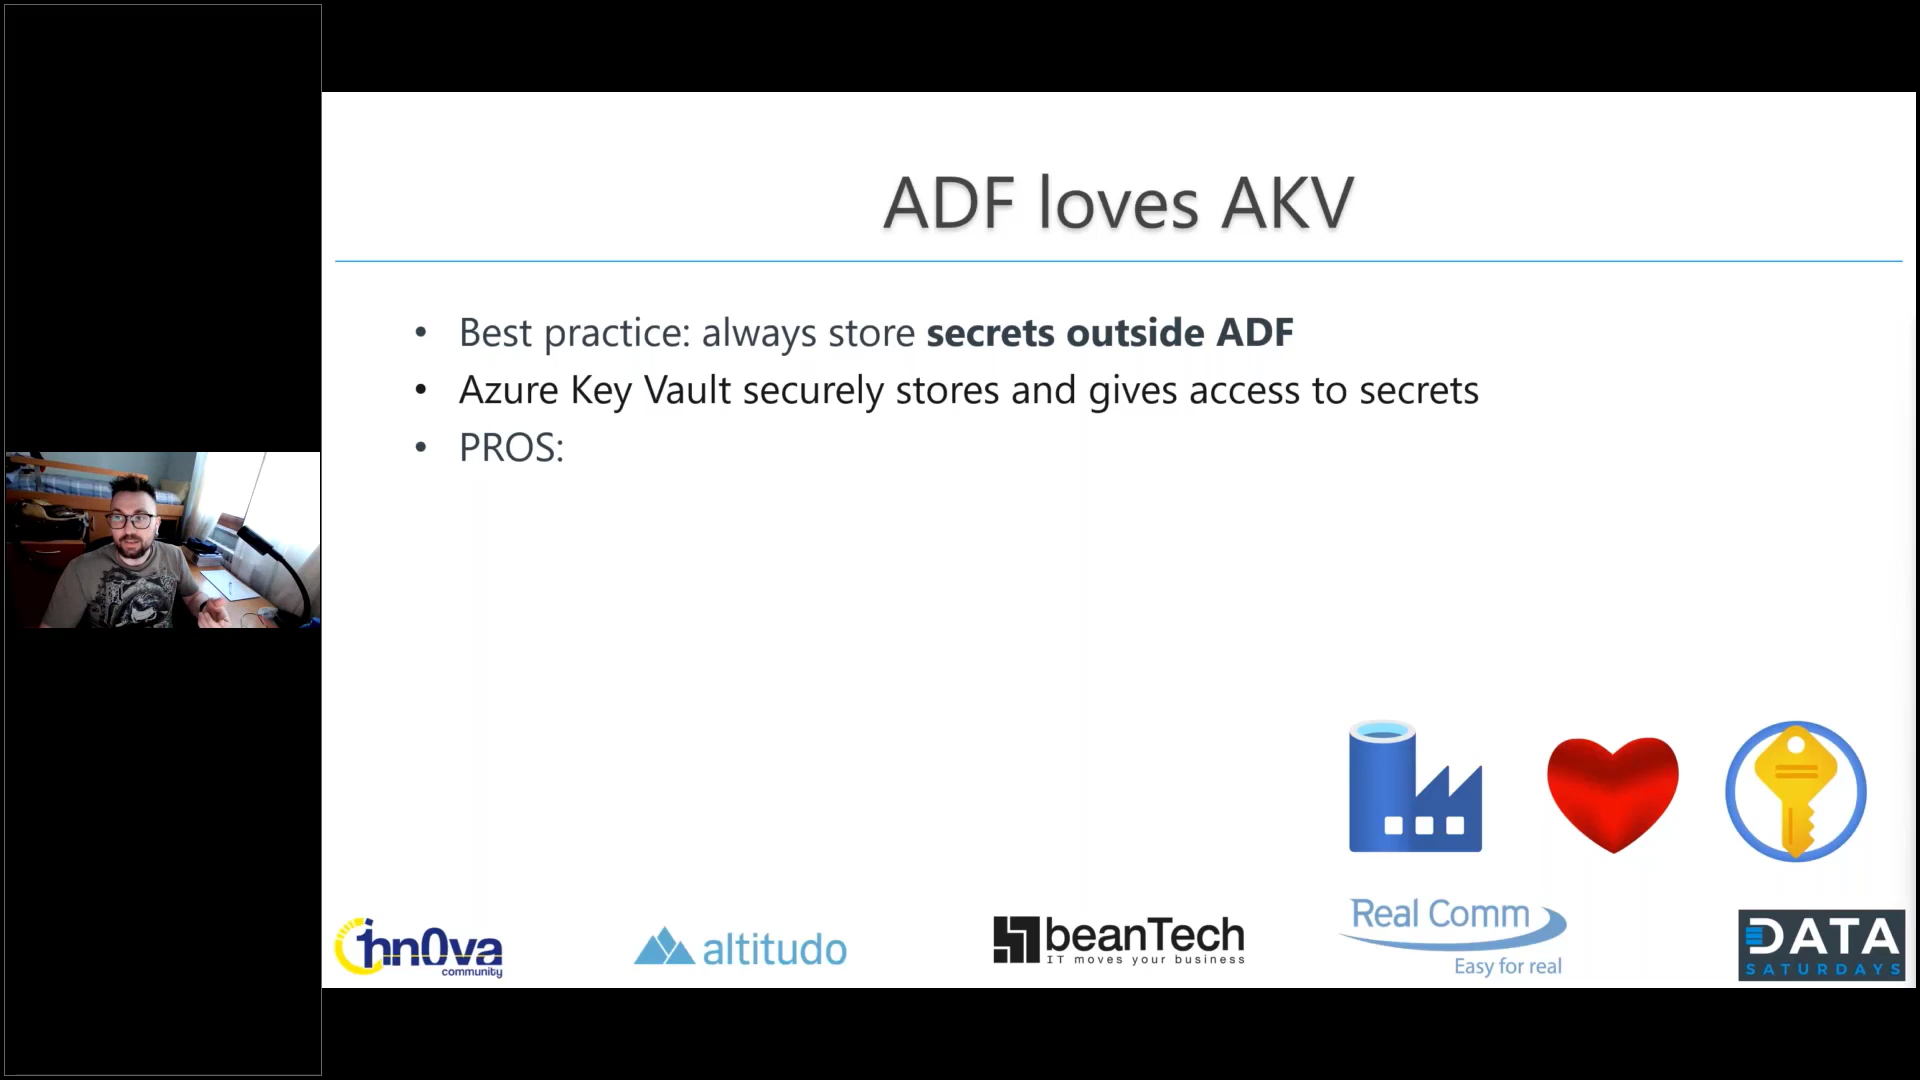 ADF loves AKV
• Best practice: always store secrets outside ADF
• Azure Key Vault securely stores and gives access to secrets
• PROS:
1nn0va
community
altitudo
beanTech
IT moves your business
Real Comm
Easy for real
DATA
SATURDAYS